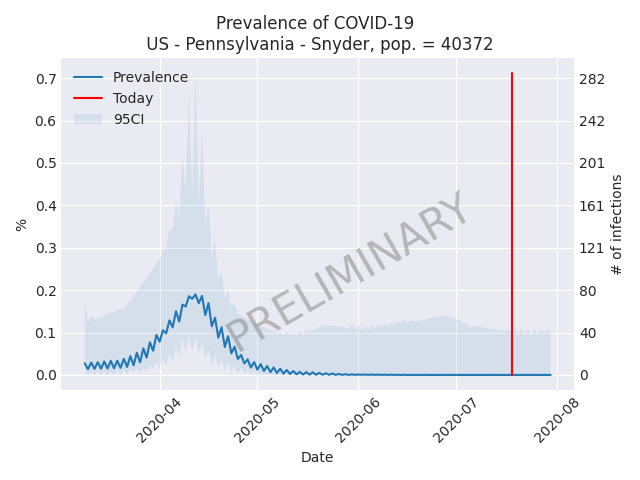 Prevalence of COVID-19
US - Pennsylvania - Snyder, pop. = 40372
Prevalence
Today
95CI
0.7
0.6
0.5
0.4
0.3
0.2
0.1
0.0
%
282
242
201
161
121
80
40
0
# of infections
PRELIMINARY
2020-04
2020-05
2020-06
2020-07
2020-08
Date